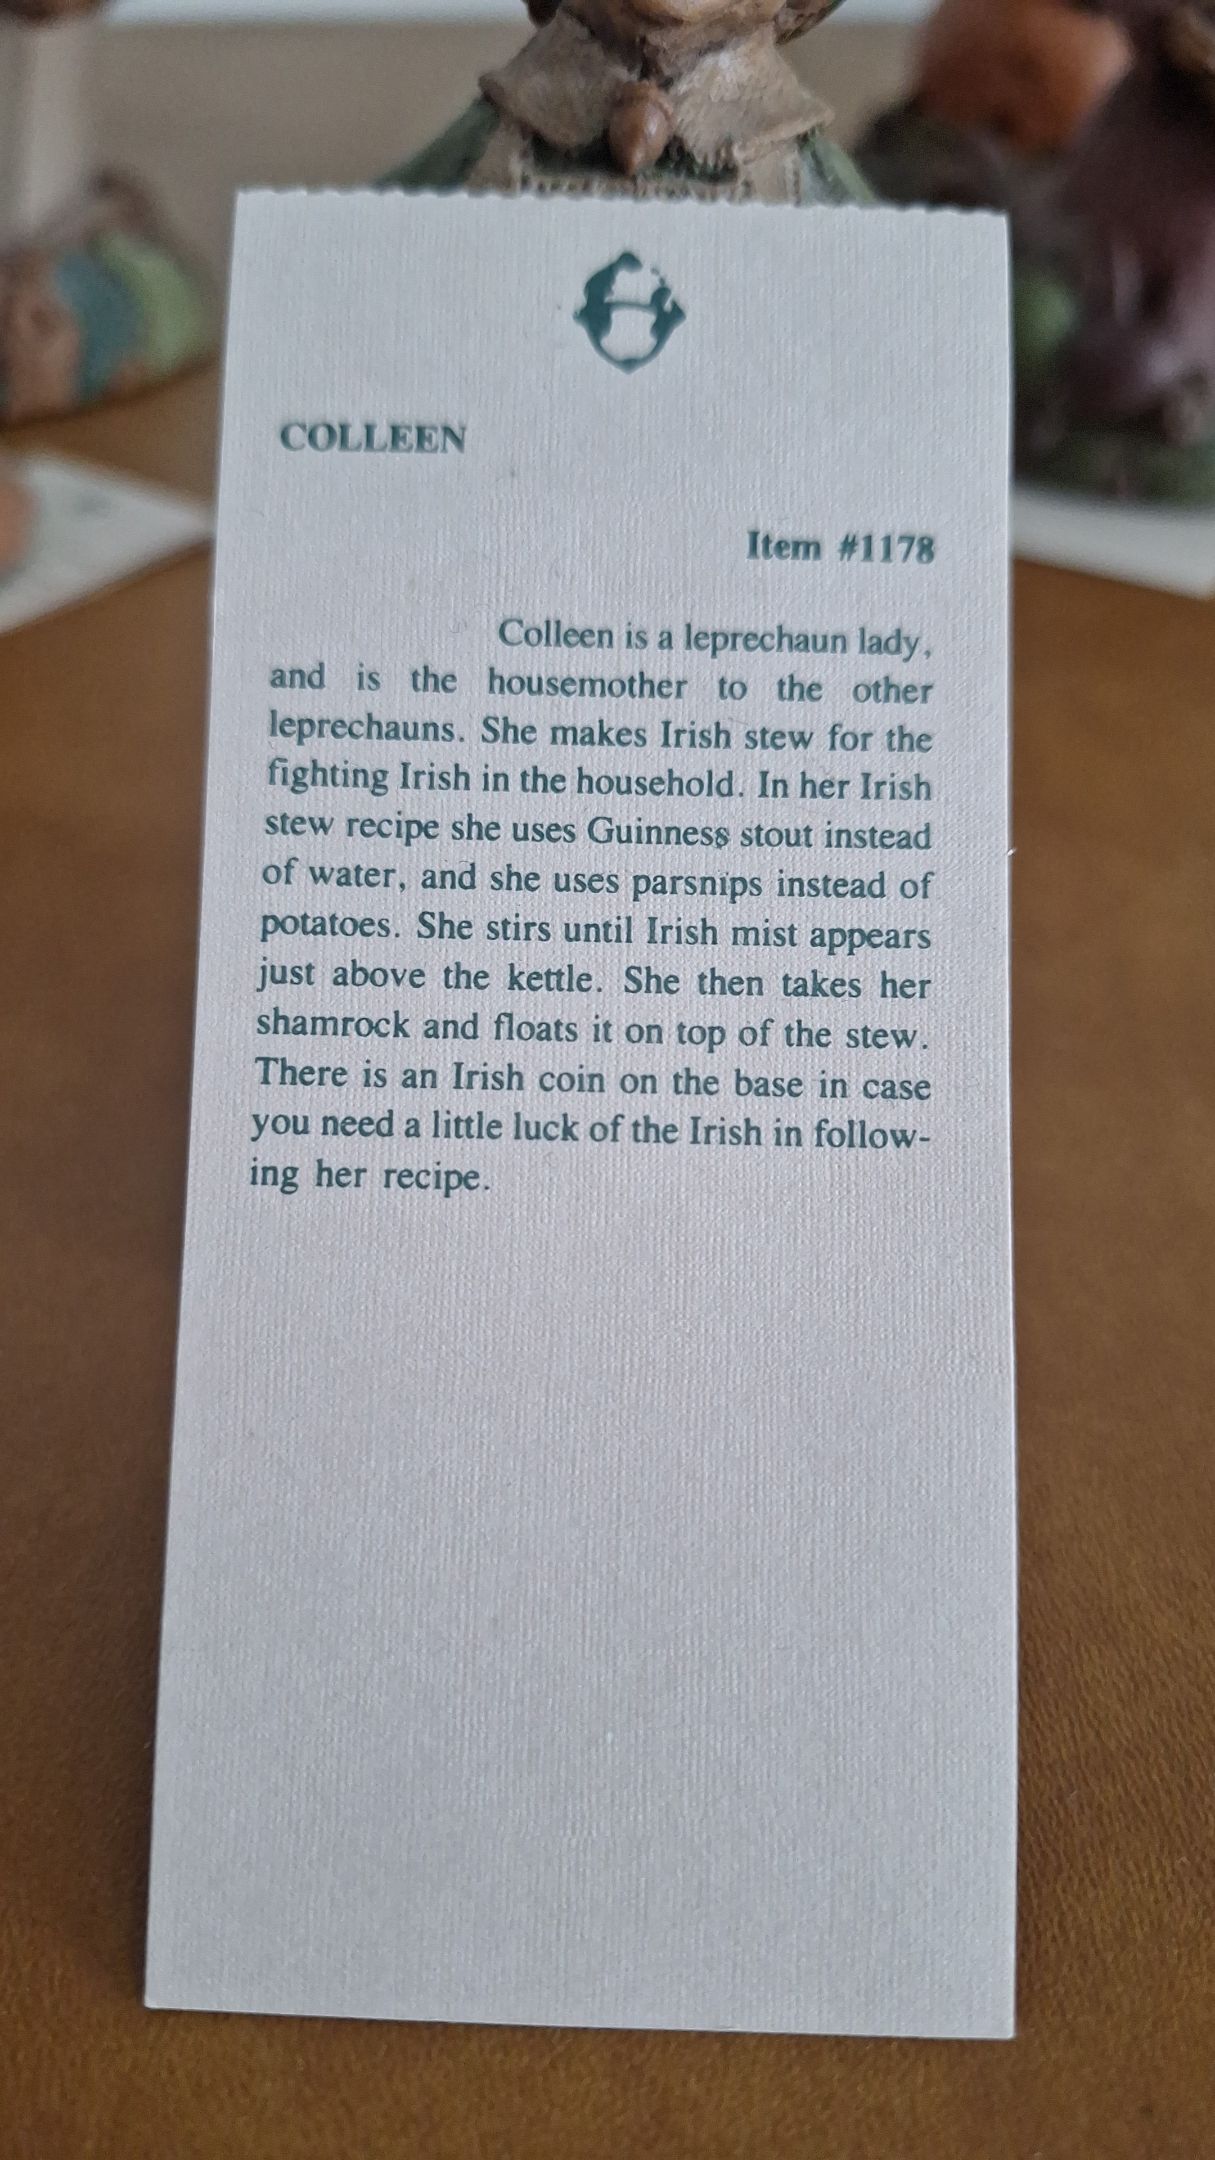 COLLEEN
Item #1178
Colleen is a leprechaun lady,
and is the housemother to the other
leprechauns. She makes Irish stew for the
fighting Irish in the household. In her Irish
stew recipe she uses Guinness stout instead
of water, and she uses parsnips instead of
potatoes. She stirs until Irish mist appears
just above the kettle. She then takes her
shamrock and floats it on top of the stew.
There is an Irish coin on the base in case
you need a little luck of the Irish in follow-
ing her recipe.